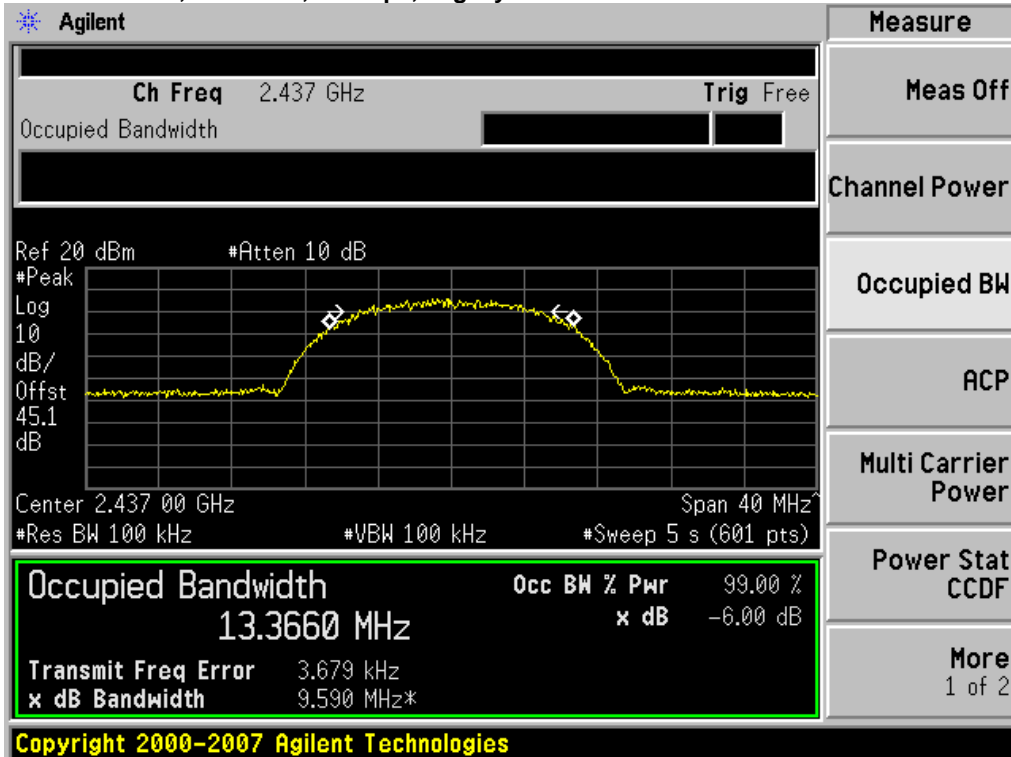 Agilent
Measure
Ch Freq 2.437 GHz Trig Free
Occupied Bandwidth
Meas Off
Channel Power
Occupied BW
ACP
Multi Carrier
Power
Power Stat
CCDF
More
1 of 2
Ref 20 dBm #Atten 10 dB
#Peak
Log
10
dB/
Offst
45.1
dB
Center 2.437 00 GHz Span 40 MHz^
#Res BW 100 kHz #VBW 100 kHz #Sweep 5 s (601 pts)
Occupied Bandwidth Occ BW % Pwr 99.00 %
13.3660 MHz x dB -6.00 dB
Transmit Freq Error 3.679 kHz
x dB Bandwidth 9.590 MHz*
Copyright 2000-2007 Agilent Technologies